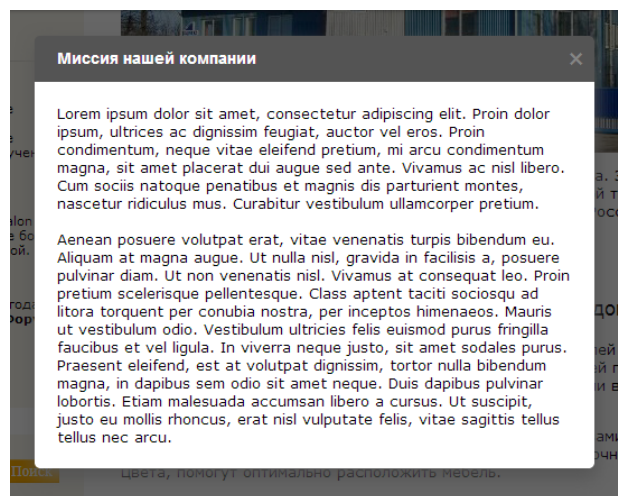 Миссия нашей компании
×
Lorem ipsum dolor sit amet, consectetur adipiscing elit. Proin dolor
ipsum, ultrices ac dignissim feugiat, auctor vel eros. Proin
condimentum, neque vitae eleifend pretium, mi arcu condimentum
magna, sit amet placerat dui augue sed ante. Vivamus ac nisl libero.
Cum sociis natoque penatibus et magnis dis parturient montes,
nascetur ridiculus mus. Curabitur vestibulum ullamcorper pretium.
Aenean posuere volutpat erat, vitae venenatis turpis bibendum eu.
Aliquam at magna augue. Ut nulla nisl, gravida in facilisis a, posuere
pulvinar diam. Ut non venenatis nisl. Vivamus at consequat leo. Proin
pretium scelerisque pellentesque. Class aptent taciti sociosqu ad
litora torquent per conubia nostra, per inceptos himenaeos. Mauris
ut vestibulum odio. Vestibulum ultricies felis euismod purus fringilla
faucibus et vel ligula. In viverra neque justo, sit amet sodales purus.
Praesent eleifend, est at volutpat dignissim, tortor nulla bibendum
magna, in dapibus sem odio sit amet neque. Duis dapibus pulvinar
lobortis. Etiam malesuada accumsan libero a cursus. Ut suscipit,
justo eu mollis rhoncus, erat nisl vulputate felis, vitae sagittis tellus
tellus nec arcu.
Поиск
цвета, помогут оптимально расположить мебель.